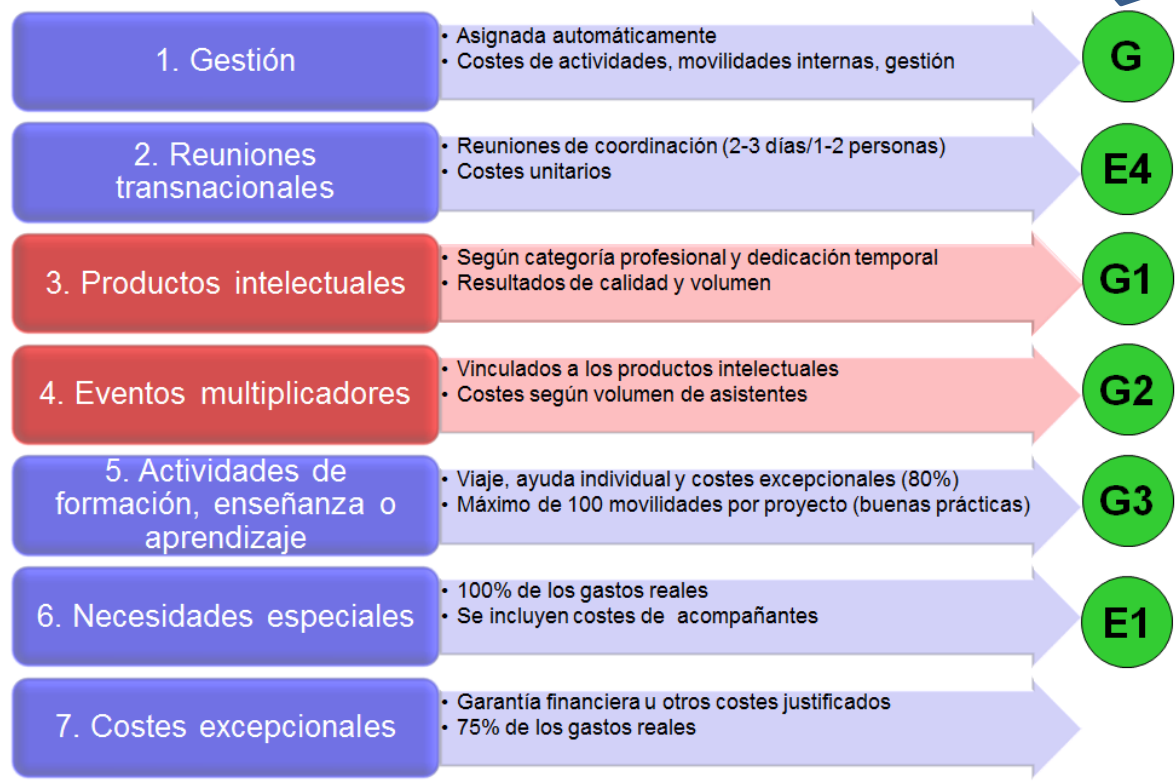 1. Gestión
• Asignada automáticamente
• Costes de actividades, movilidades internas, gestión
G
2. Reuniones
transnacionales
• Reuniones de coordinación (2-3 días/1-2 personas)
• Costes unitarios
E4
3. Productos intelectuales
• Según categoría profesional y dedicación temporal
• Resultados de calidad y volumen
G1
4. Eventos multiplicadores
• Vinculados a los productos intelectuales
• Costes según volumen de asistentes
G2
5. Actividades de
formación, enseñanza o
aprendizaje
• Viaje, ayuda individual y costes excepcionales (80%)
• Máximo de 100 movilidades por proyecto (buenas prácticas)
G3
6. Necesidades especiales
• 100% de los gastos reales
• Se incluyen costes de acompañantes
E1
7. Costes excepcionales
• Garantía financiera u otros costes justificados
• 75% de los gastos reales